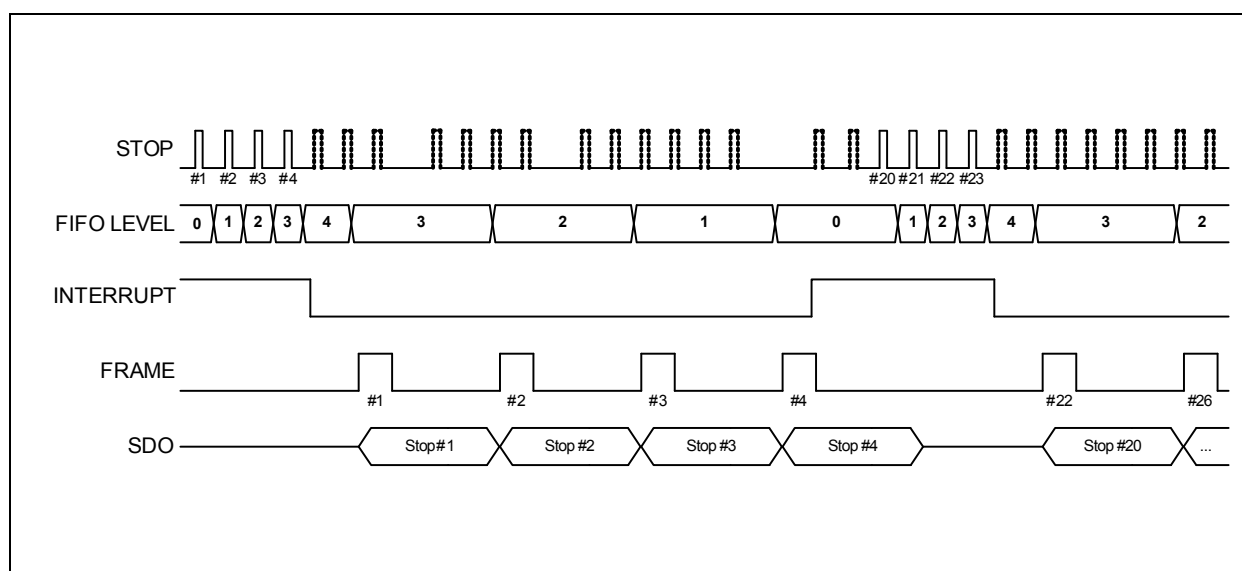 STOP
#1 #2 #3 #4 #20 #21 #22 #23
FIFO LEVEL 0 1 2 3 4 3 2 1 0 1 2 3 4 3 2
INTERRUPT
FRAME
#1 #2 #3 #4 #22 #26
SDO Stop#1 Stop #2 Stop #3 Stop #4 Stop #20 ...